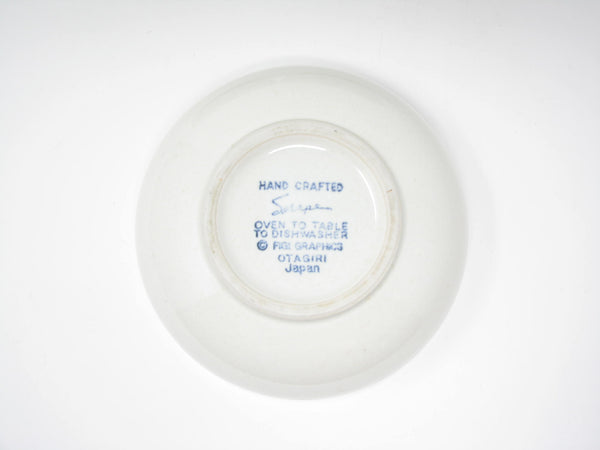 HAND CRAFTED
OVEN TO TABLE
TO DISHWASHER
© FIGI GRAPHICS
OTAGIRI
Japan